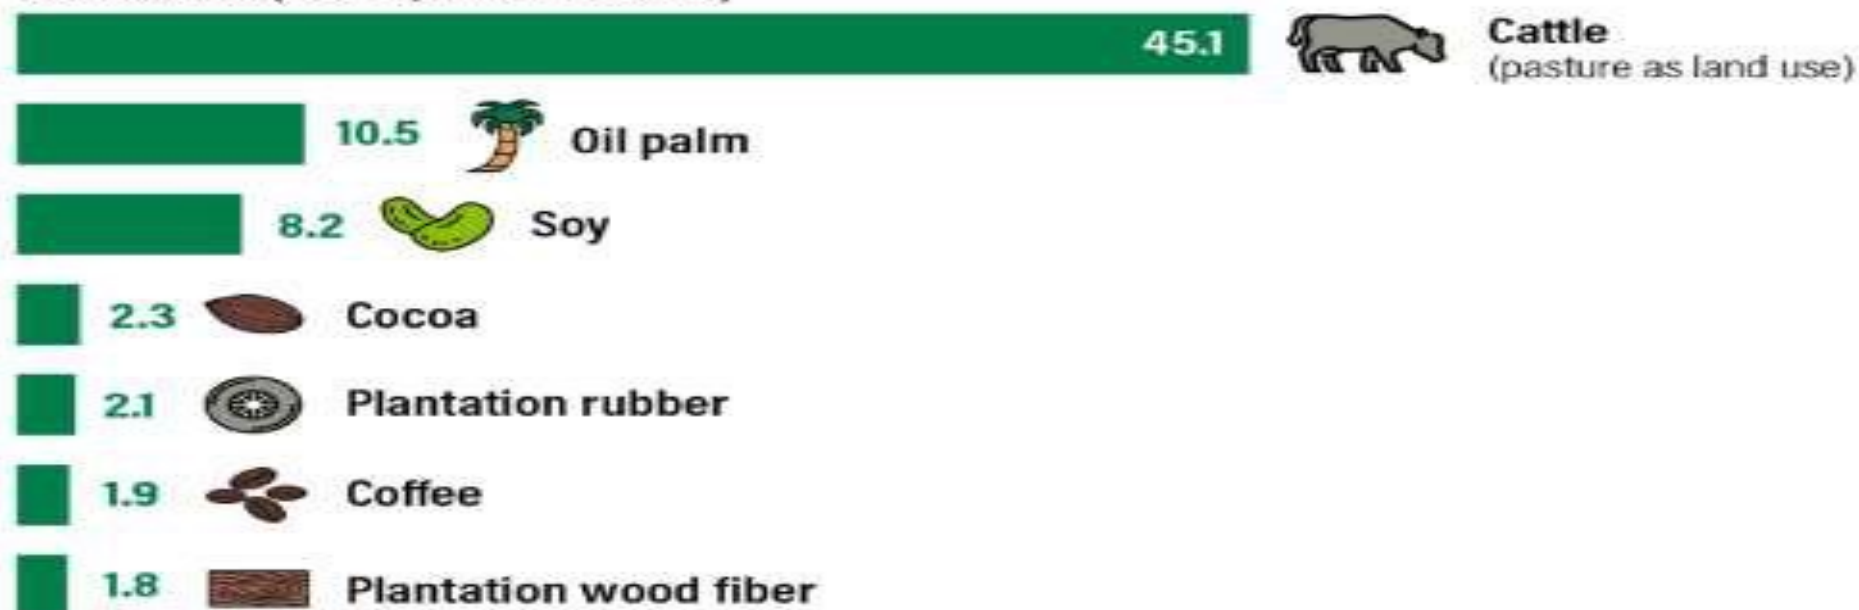 45.1 Cattle
(pasture as land use)
10.5 Oil palm
8.2 Soy
2.3 Cocoa
2.1 Plantation rubber
1.9 Coffee
1.8 Plantation wood fiber